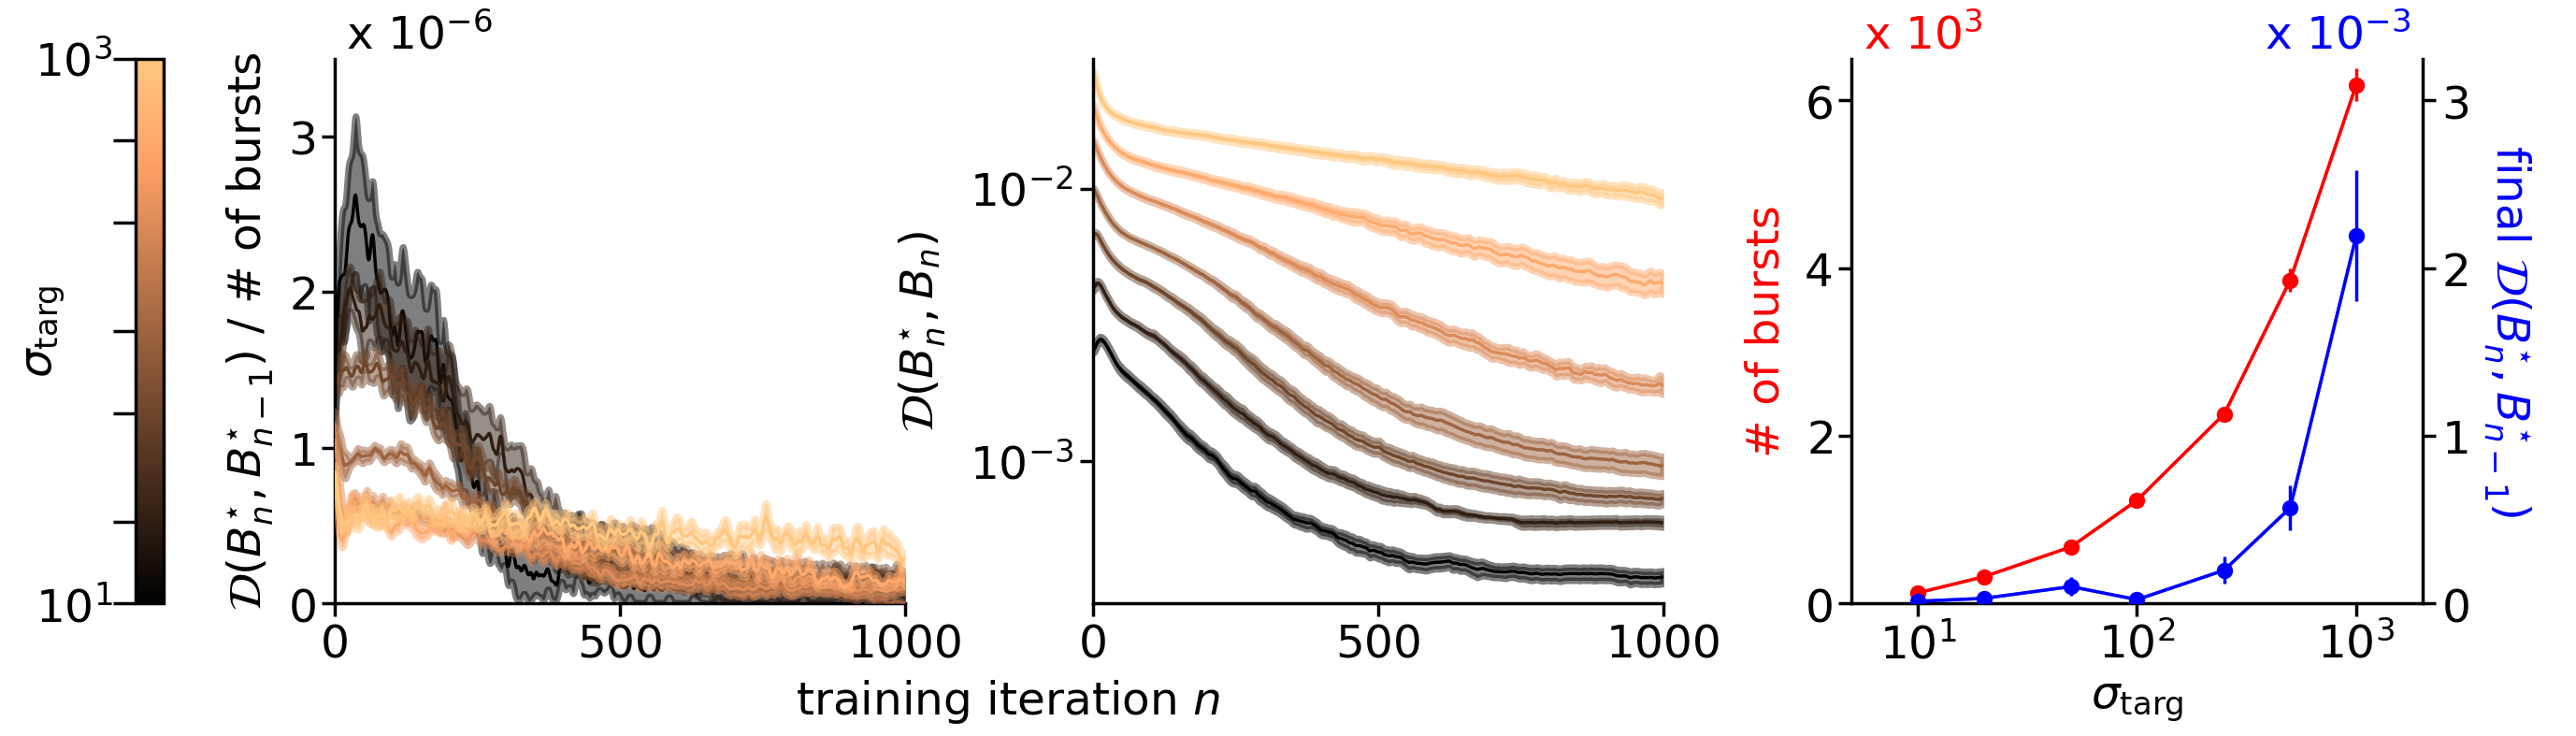 10³
σ_targ
10¹
x 10⁻⁶
𝒟(B⋆ₙ, B⋆ₙ₋₁) / # of bursts
3
2
1
0
0
500
1000
𝒟(B⋆ₙ, Bₙ)
10⁻²
10⁻³
0
500
1000
training iteration n
x 10³
x 10⁻³
# of bursts
6
4
2
0
3
2
1
0
final 𝒟(B⋆ₙ, B⋆ₙ₋₁)
10¹
10²
10³
σ_targ